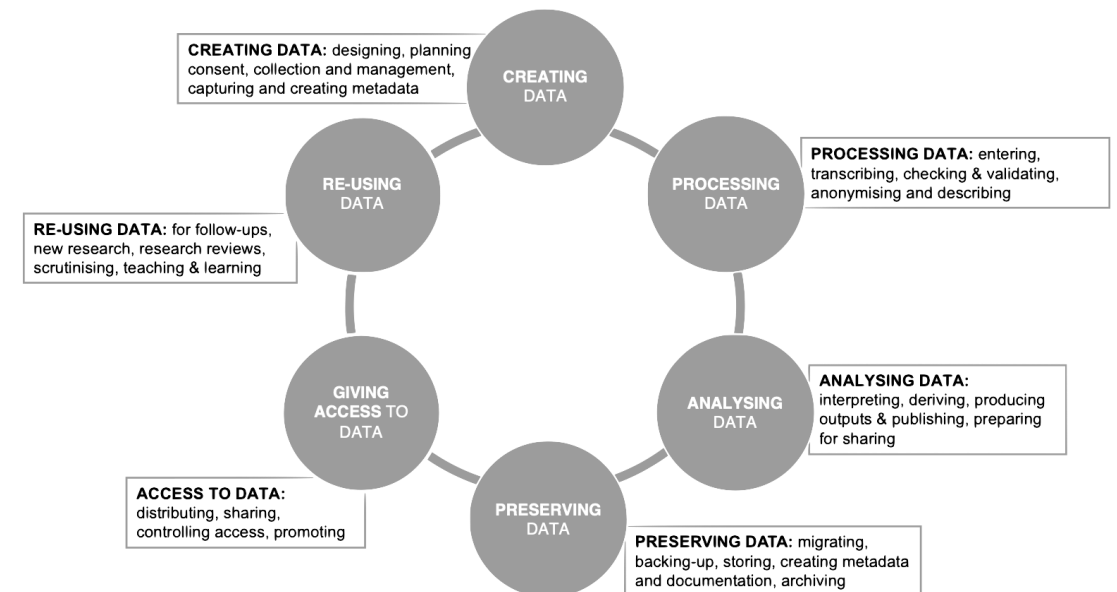 CREATING DATA: designing, planning
consent, collection and management,
capturing and creating metadata
CREATING
DATA
PROCESSING
DATA
PROCESSING DATA: entering,
transcribing, checking & validating,
anonymising and describing
ANALYSING
DATA
ANALYSING DATA:
interpreting, deriving, producing
outputs & publishing, preparing
for sharing
PRESERVING
DATA
PRESERVING DATA: migrating,
backing-up, storing, creating metadata
and documentation, archiving
GIVING
ACCESS TO
DATA
ACCESS TO DATA:
distributing, sharing,
controlling access, promoting
RE-USING
DATA
RE-USING DATA: for follow-ups,
new research, research reviews,
scrutinising, teaching & learning